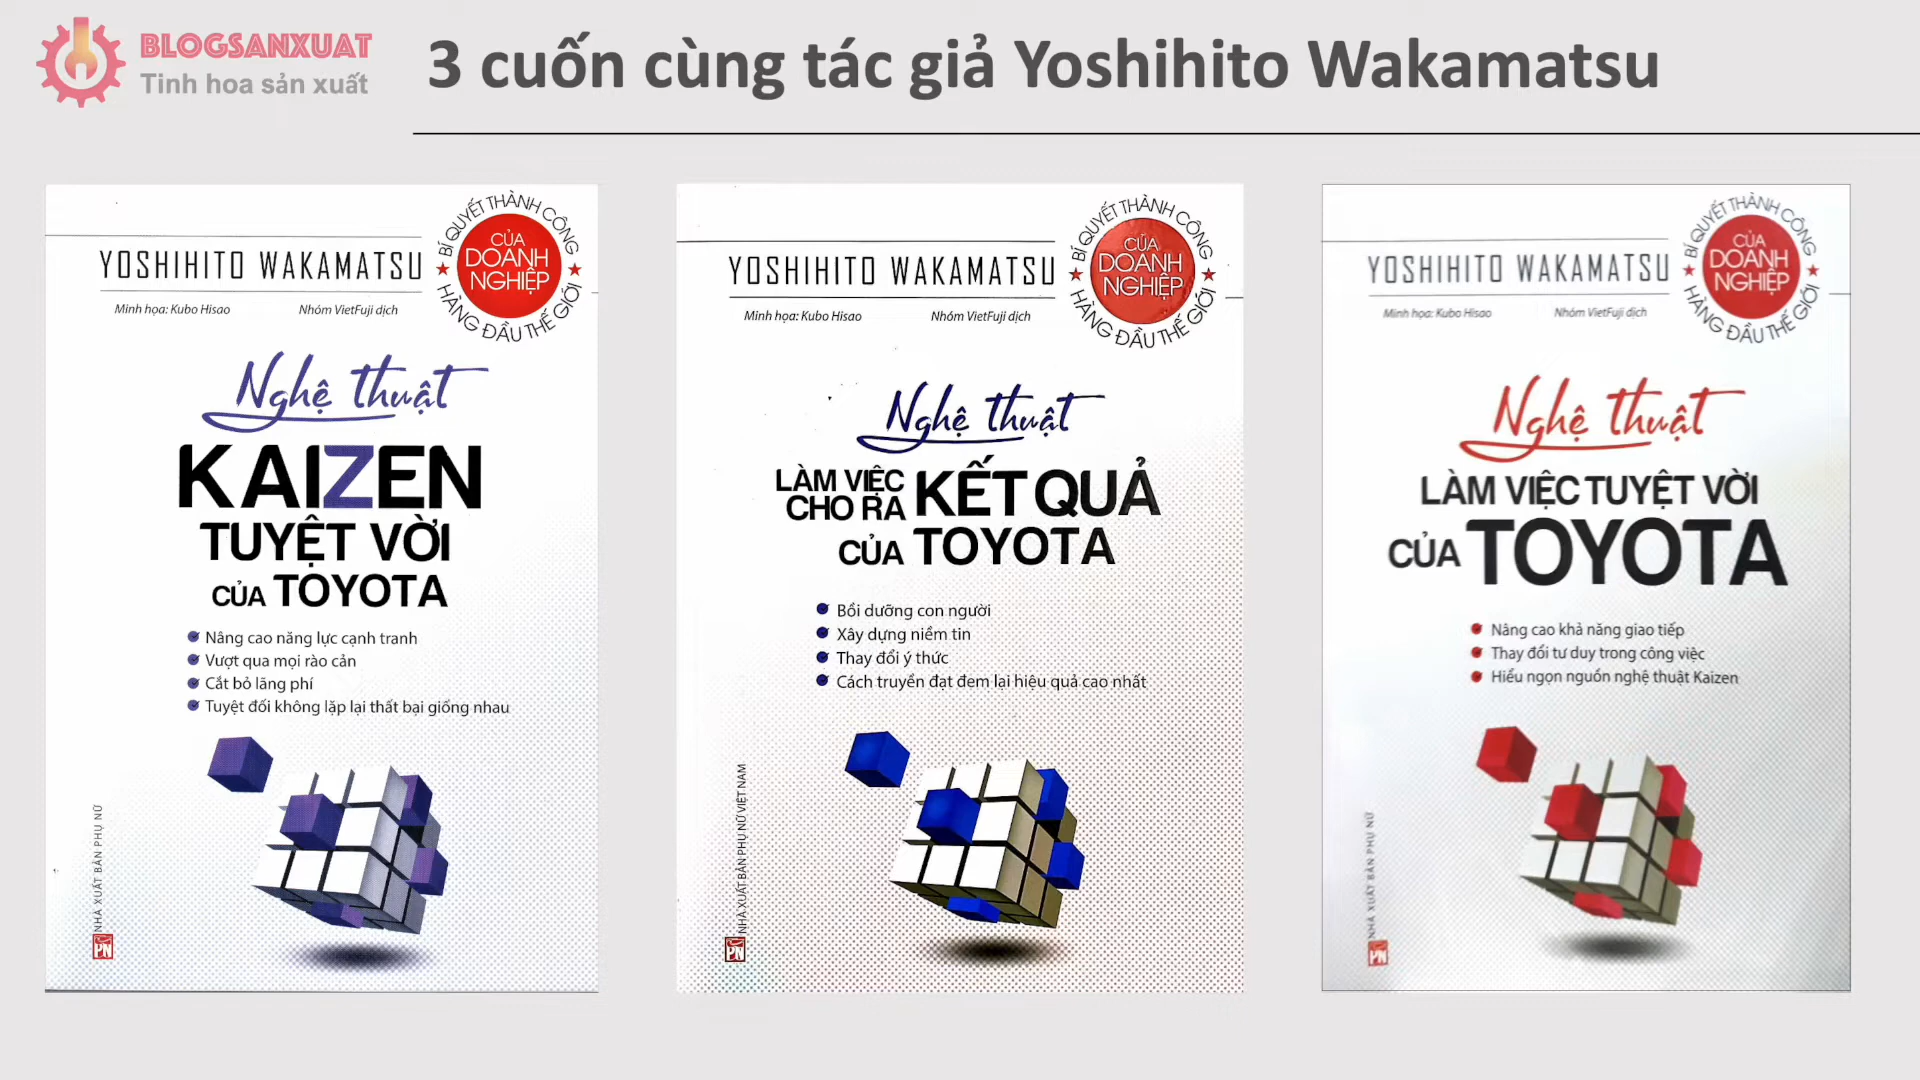 BLOGSANXUAT
Tinh hoa sản xuất
3 cuốn cùng tác giả Yoshihito Wakamatsu
YOSHIHITO WAKAMATSU
Minh họa: Kubo Hisao
Nhóm VietFuji dịch
BÍ QUYẾT THÀNH CÔNG
CỦA
DOANH
NGHIỆP
HÀNG ĐẦU THẾ GIỚI
Nghệ thuật
KAIZEN
TUYỆT VỜI
CỦA TOYOTA
Nâng cao năng lực cạnh tranh
Vượt qua mọi rào cản
Cắt bỏ lãng phí
Tuyệt đối không lặp lại thất bại giống nhau
NHÀ XUẤT BẢN PHỤ NỮ
PN
YOSHIHITO WAKAMATSU
Minh họa: Kubo Hisao
Nhóm VietFuji dịch
BÍ QUYẾT THÀNH CÔNG
CỦA
DOANH
NGHIỆP
HÀNG ĐẦU THẾ GIỚI
Nghệ thuật
LÀM VIỆC
CHO RA KẾT QUẢ
CỦA TOYOTA
Bồi dưỡng con người
Xây dựng niềm tin
Thay đổi ý thức
Cách truyền đạt đem lại hiệu quả cao nhất
NHÀ XUẤT BẢN PHỤ NỮ VIỆT NAM
PN
YOSHIHITO WAKAMATSU
Minh họa: Kubo Hisao
Nhóm VietFuji dịch
BÍ QUYẾT THÀNH CÔNG
CỦA
DOANH
NGHIỆP
HÀNG ĐẦU THẾ GIỚI
Nghệ thuật
LÀM VIỆC TUYỆT VỜI
CỦA TOYOTA
Nâng cao khả năng giao tiếp
Thay đổi tư duy trong công việc
Hiểu ngọn nguồn nghệ thuật Kaizen
NHÀ XUẤT BẢN PHỤ NỮ
PN